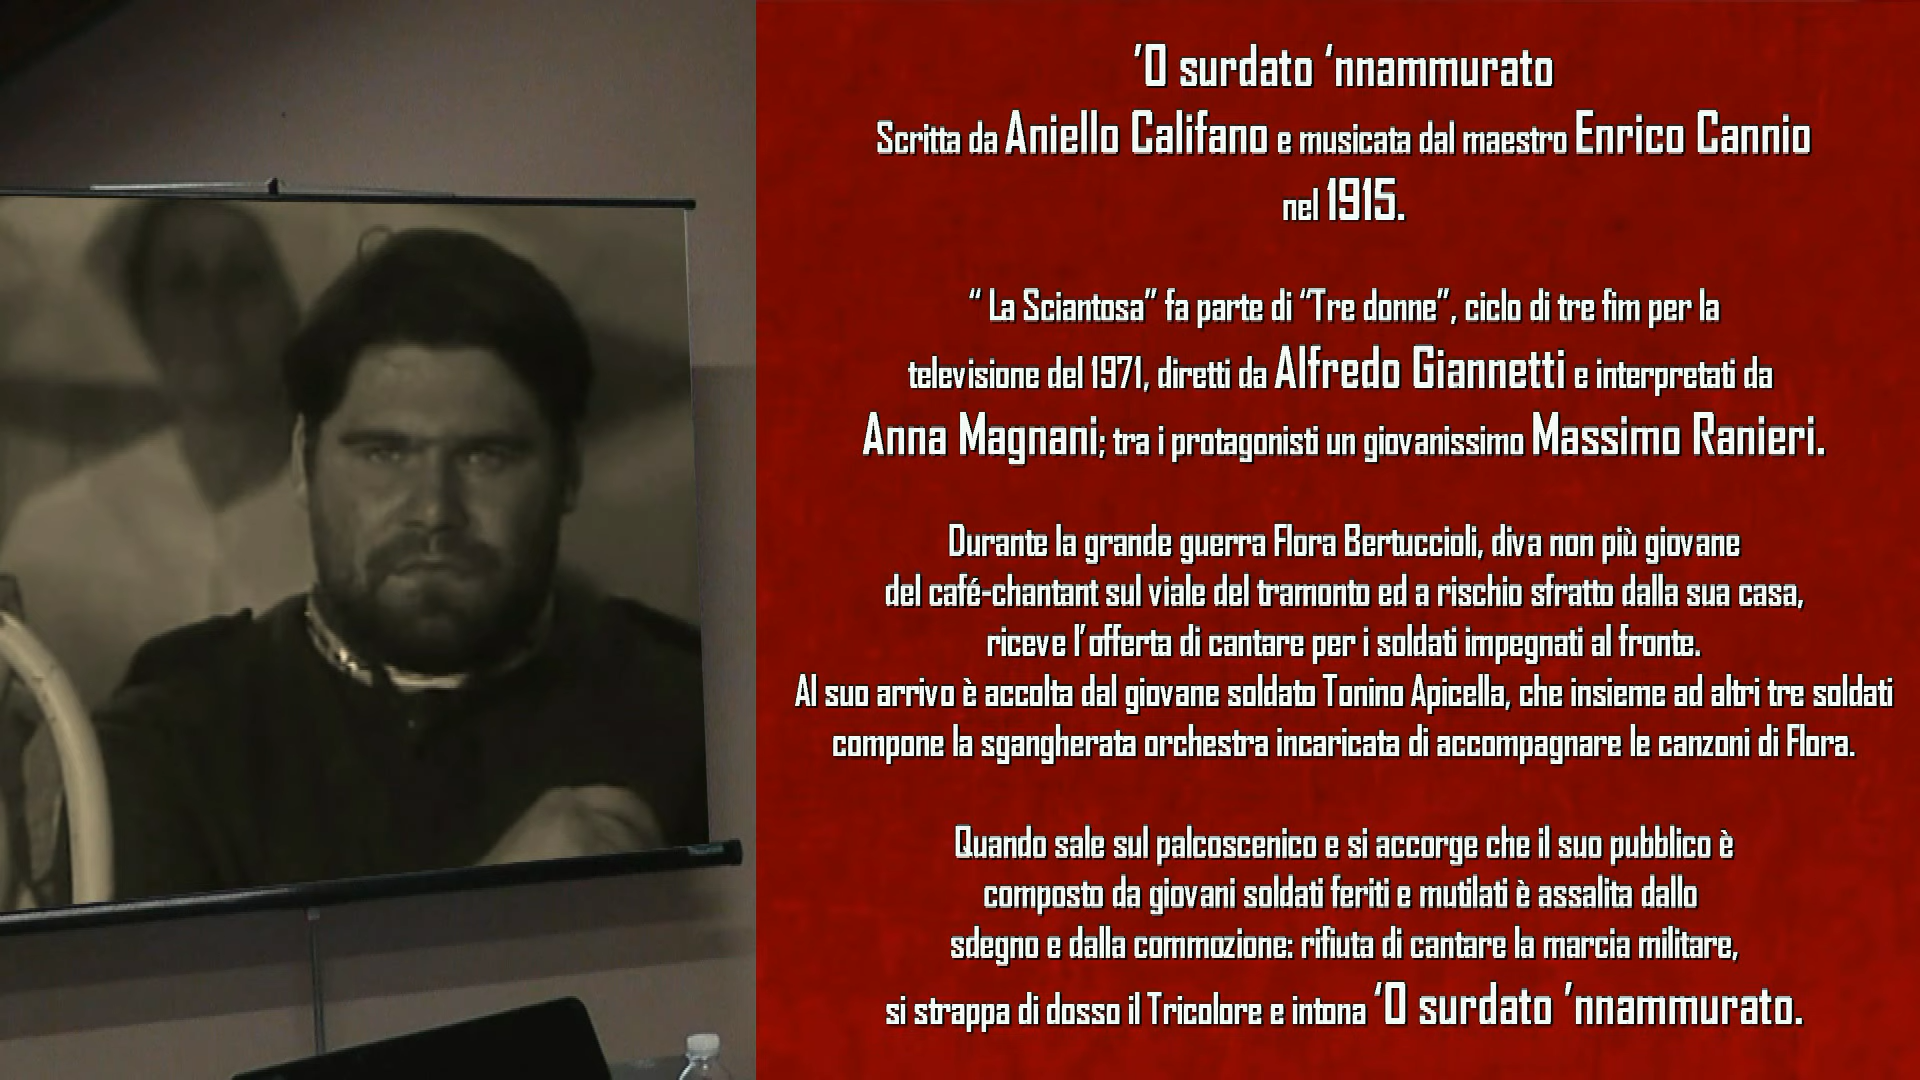 ’O surdato ‘nnammurato
Scritta da Aniello Califano e musicata dal maestro Enrico Cannio
nel 1915.
“ La Sciantosa” fa parte di “Tre donne”, ciclo di tre fim per la
televisione del 1971, diretti da Alfredo Giannetti e interpretati da
Anna Magnani; tra i protagonisti un giovanissimo Massimo Ranieri.
Durante la grande guerra Flora Bertuccioli, diva non più giovane
del café-chantant sul viale del tramonto ed a rischio sfratto dalla sua casa,
riceve l’offerta di cantare per i soldati impegnati al fronte.
Al suo arrivo è accolta dal giovane soldato Tonino Apicella, che insieme ad altri tre soldati
compone la sgangherata orchestra incaricata di accompagnare le canzoni di Flora.
Quando sale sul palcoscenico e si accorge che il suo pubblico è
composto da giovani soldati feriti e mutilati è assalita dallo
sdegno e dalla commozione: rifiuta di cantare la marcia militare,
si strappa di dosso il Tricolore e intona ‘O surdato ’nnammurato.